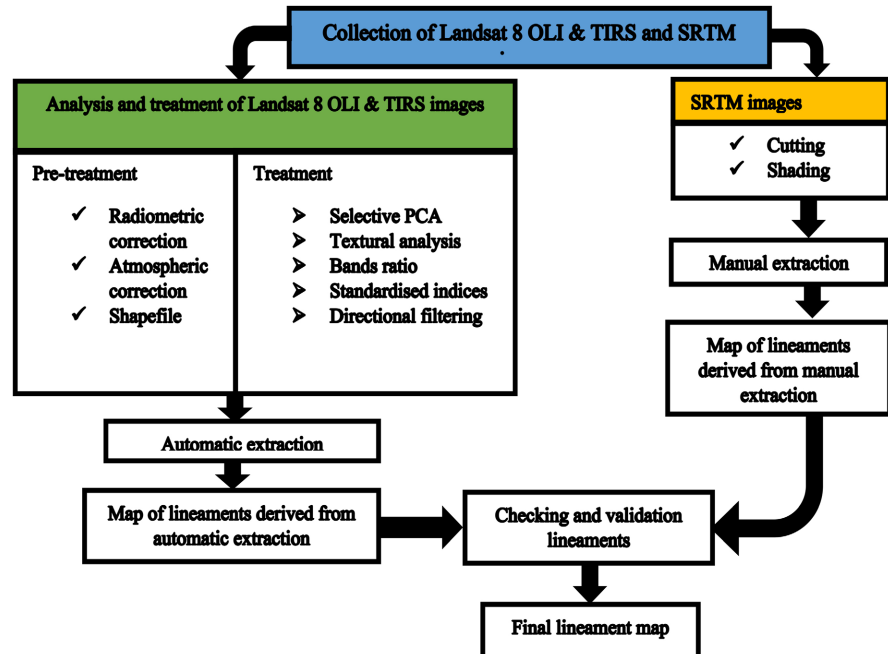 Collection of Landsat 8 OLI & TIRS and SRTM
.
Analysis and treatment of Landsat 8 OLI & TIRS images
Pre-treatment
✓ Radiometric
correction
✓ Atmospheric
correction
✓ Shapefile
Treatment
➢ Selective PCA
➢ Textural analysis
➢ Bands ratio
➢ Standardised indices
➢ Directional filtering
Automatic extraction
Map of lineaments derived from
automatic extraction
SRTM images
✓ Cutting
✓ Shading
Manual extraction
Map of lineaments
derived from manual
extraction
Checking and validation
lineaments
Final lineament map